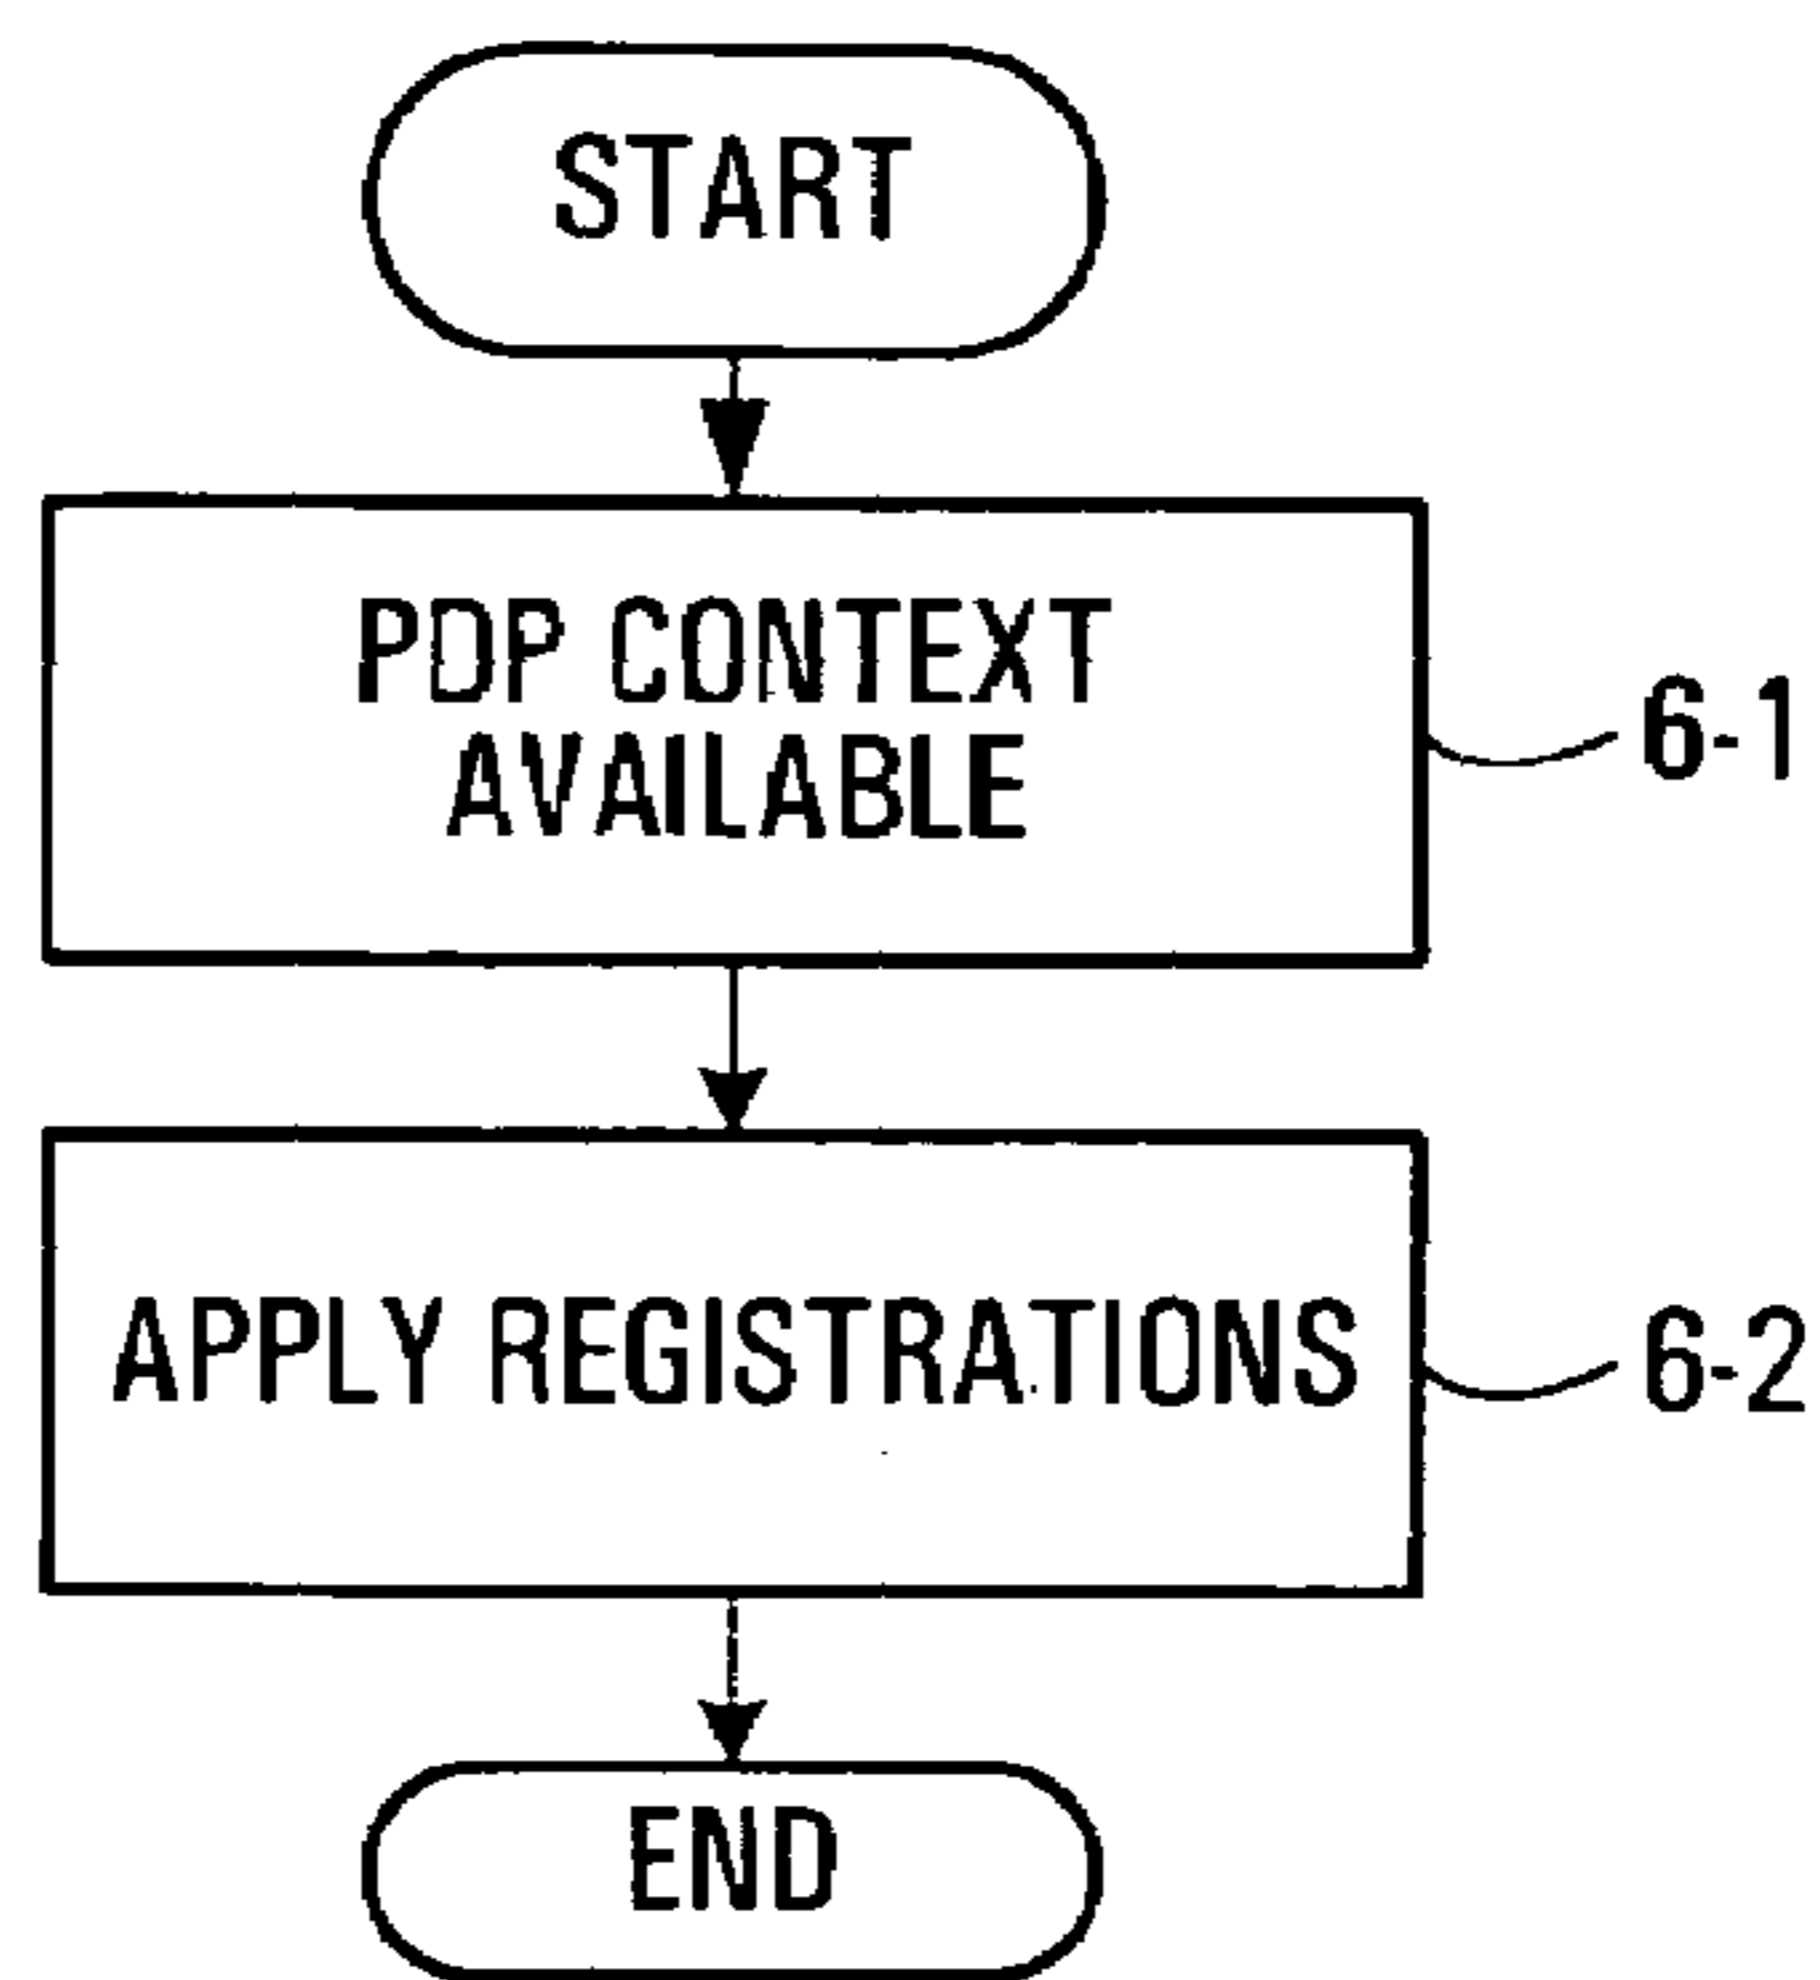 START
PDP CONTEXT
AVAILABLE
6-1
APPLY REGISTRATIONS
6-2
END